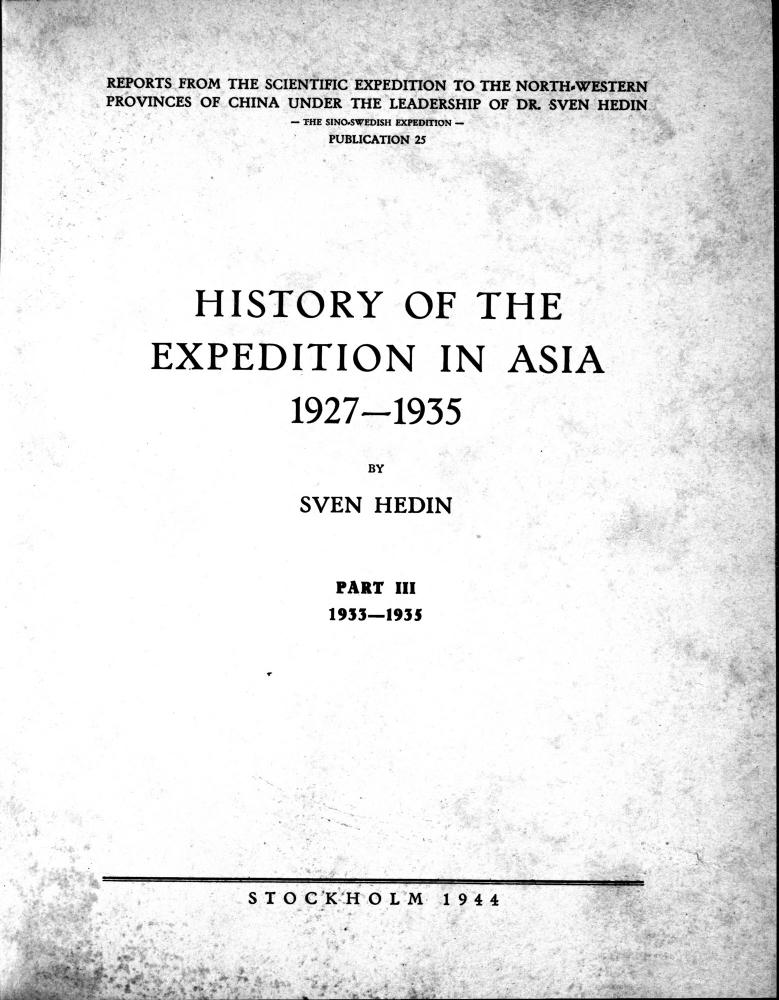 REPORTS FROM THE SCIENTIFIC EXPEDITION TO THE NORTH-WESTERN
PROVINCES OF CHINA UNDER THE LEADERSHIP OF DR. SVEN HEDIN
— THE SINO-SWEDISH EXPEDITION —
PUBLICATION 25
HISTORY OF THE
EXPEDITION IN ASIA
1927—1935
BY
SVEN HEDIN
PART III
1933—1935
STOCKHOLM 1944